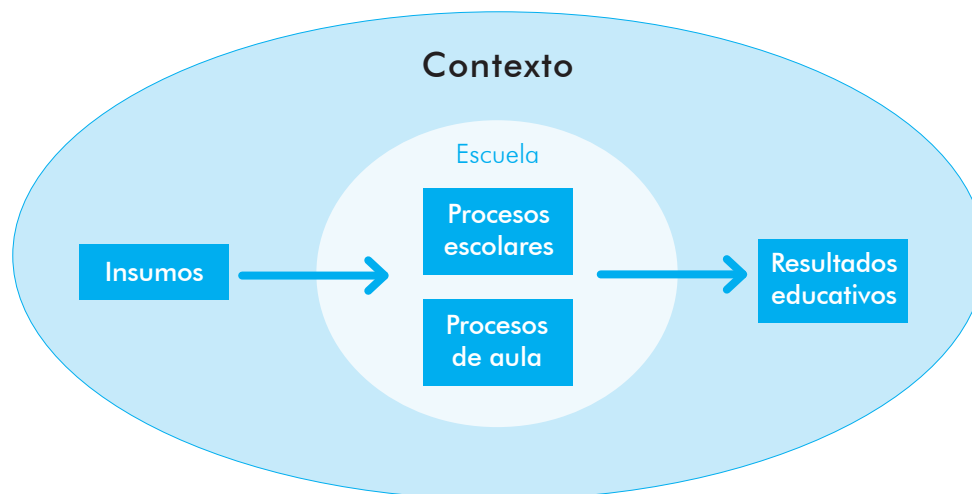 Contexto
Escuela
Insumos
Procesos
escolares
Procesos
de aula
Resultados
educativos